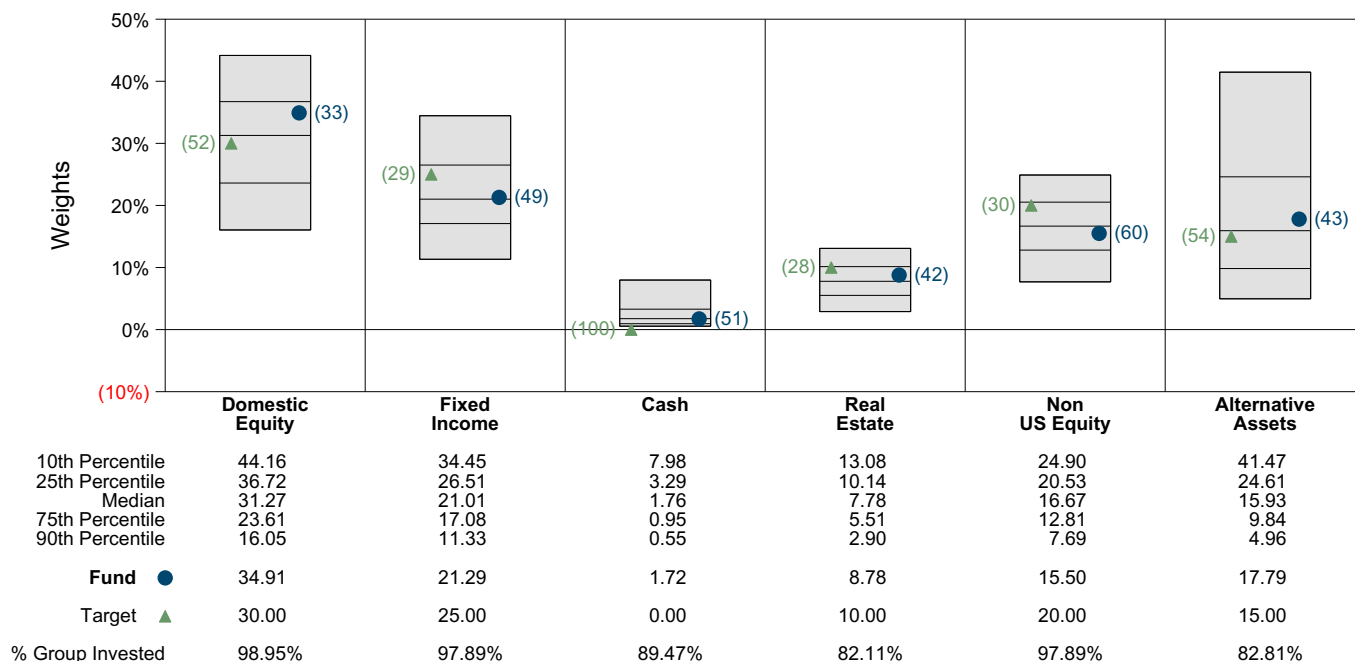 50%
40%
30%
20%
10%
0%
(10%)
Weights
(52) (33)
(29) (49)
(100) (51)
(28) (42)
(30) (60)
(54) (43)
Domestic Equity Fixed Income Cash Real Estate Non US Equity Alternative Assets
10th Percentile 44.16 34.45 7.98 13.08 24.90 41.47
25th Percentile 36.72 26.51 3.29 10.14 20.53 24.61
Median 31.27 21.01 1.76 7.78 16.67 15.93
75th Percentile 23.61 17.08 0.95 5.51 12.81 9.84
90th Percentile 16.05 11.33 0.55 2.90 7.69 4.96
Fund 34.91 21.29 1.72 8.78 15.50 17.79
Target 30.00 25.00 0.00 10.00 20.00 15.00
% Group Invested 98.95% 97.89% 89.47% 82.11% 97.89% 82.81%